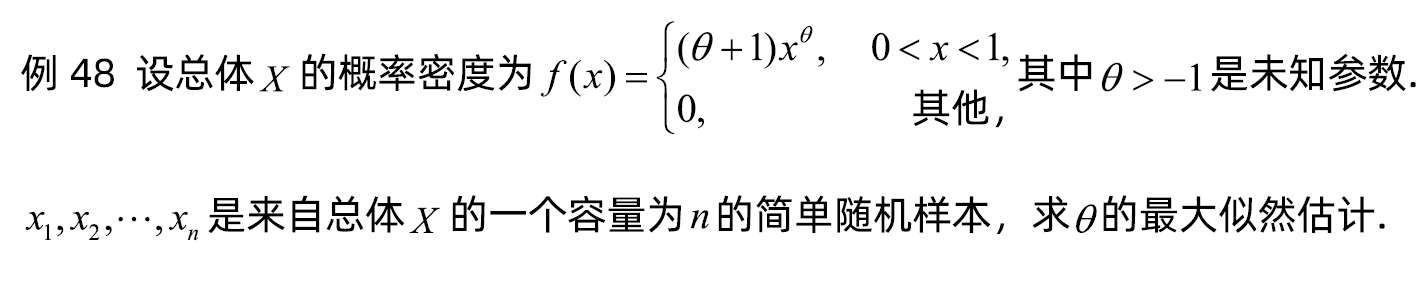 例 48 设总体 X 的概率密度为 f(x) = { (θ+1)x^θ, 0 < x < 1, 0, 其他, 其中 θ > −1 是未知参数.
x₁, x₂, ⋯, xₙ 是来自总体 X 的一个容量为 n 的简单随机样本，求 θ 的最大似然估计.